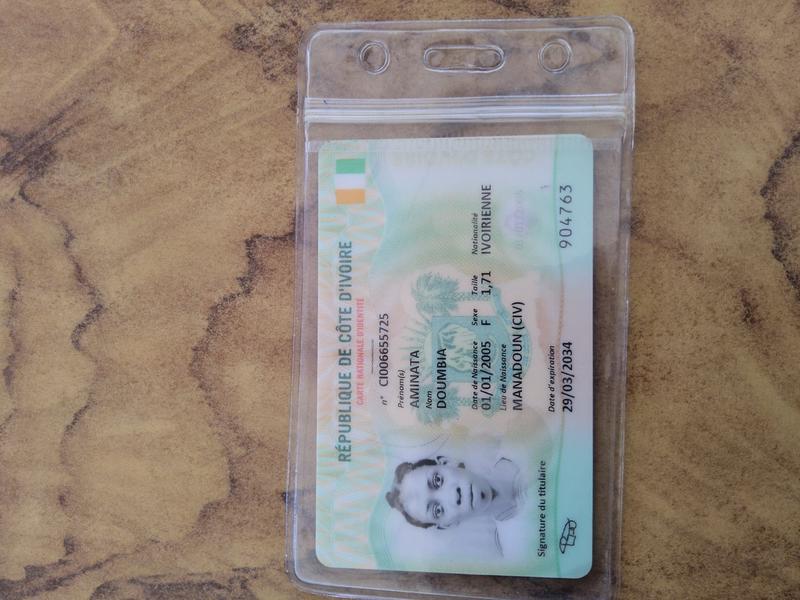 RÉPUBLIQUE DE CÔTE D'IVOIRE
CARTE NATIONALE D'IDENTITÉ
n° CI006655725
Prénom(s)
AMINATA
Nom
DOUMBIA
Date de Naissance Sexe Taille Nationalité
01/01/2005 F 1,71 IVOIRIENNE
Lieu de Naissance
MANADOUN (CIV)
Date d'expiration
29/03/2034
904763
Signature du titulaire